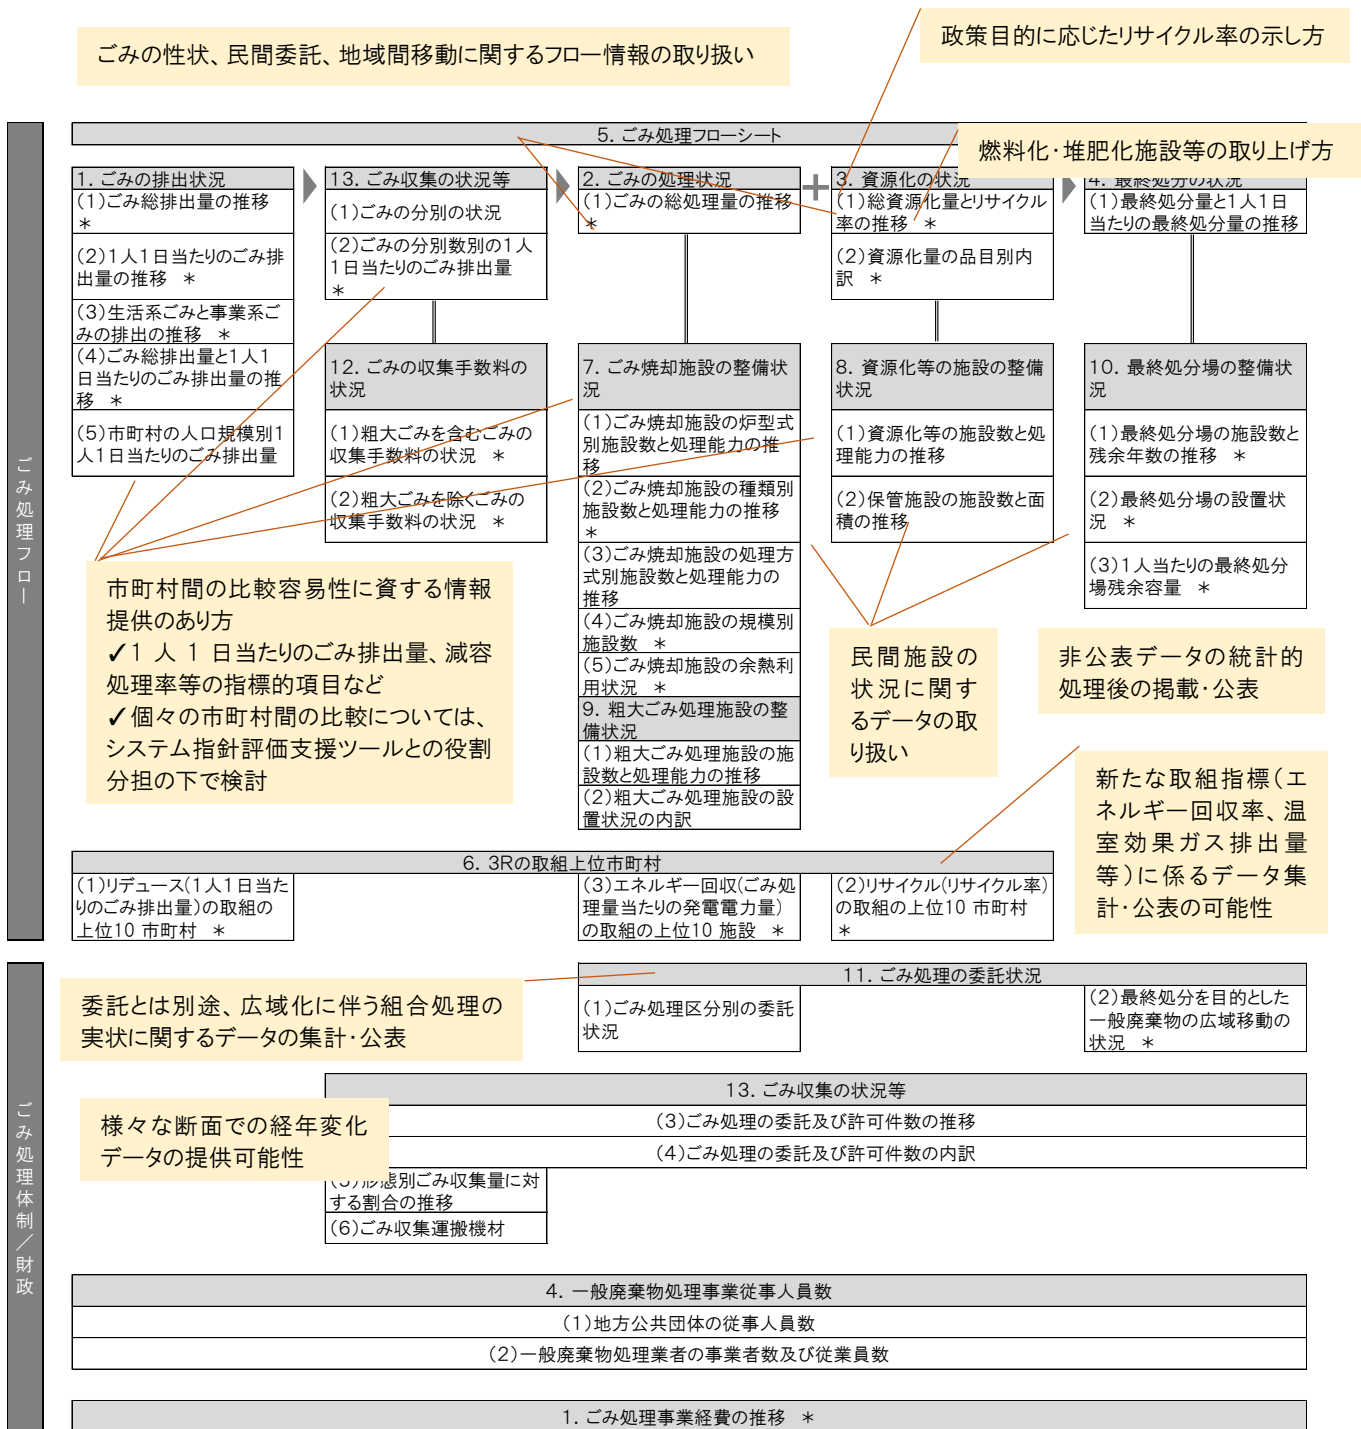 ごみの性状、民間委託、地域間移動に関するフロー情報の取り扱い
政策目的に応じたリサイクル率の示し方
燃料化・堆肥化施設等の取り上げ方
ごみ処理フロー
5. ごみ処理フローシート
1. ごみの排出状況
(1)ごみ総排出量の推移
＊
(2)1人1日当たりのごみ排
出量の推移　＊
(3)生活系ごみと事業系ご
みの排出の推移　＊
(4)ごみ総排出量と1人1
日当たりのごみ排出量の推
移　＊
(5)市町村の人口規模別1
人1日当たりのごみ排出量
13. ごみ収集の状況等
(1)ごみの分別の状況
(2)ごみの分別数別の1人
1日当たりのごみ排出量
＊
12. ごみの収集手数料の
状況
(1)粗大ごみを含むごみの
収集手数料の状況　＊
(2)粗大ごみを除くごみの
収集手数料の状況　＊
2. ごみの処理状況
(1)ごみの総処理量の推移
＊
7. ごみ焼却施設の整備状
況
(1)ごみ焼却施設の炉型式
別施設数と処理能力の推
移
(2)ごみ焼却施設の種類別
施設数と処理能力の推移
＊
(3)ごみ焼却施設の処理方
式別施設数と処理能力の
推移
(4)ごみ焼却施設の規模別
施設数　＊
(5)ごみ焼却施設の余熱利
用状況　＊
9. 粗大ごみ処理施設の整
備状況
(1)粗大ごみ処理施設の施
設数と処理能力の推移
(2)粗大ごみ処理施設の設
置状況の内訳
3. 資源化の状況
(1)総資源化量とリサイクル
率の推移　＊
(2)資源化量の品目別内
訳　＊
8. 資源化等の施設の整備
状況
(1)資源化等の施設数と処
理能力の推移
(2)保管施設の施設数と面
積の推移
4. 最終処分の状況
(1)最終処分量と1人1日
当たりの最終処分量の推移
10. 最終処分場の整備状
況
(1)最終処分場の施設数と
残余年数の推移　＊
(2)最終処分場の設置状
況　＊
(3)1人当たりの最終処分
場残余容量　＊
市町村間の比較容易性に資する情報
提供のあり方
✓1 人 1 日当たりのごみ排出量、減容
処理率等の指標的項目など
✓個々の市町村間の比較については、
システム指針評価支援ツールとの役割
分担の下で検討
民間施設の
状況に関す
るデータの取
り扱い
非公表データの統計的
処理後の掲載・公表
新たな取組指標(エ
ネルギー回収率、温
室効果ガス排出量
等)に係るデータ集
計・公表の可能性
6. 3Rの取組上位市町村
(1)リデュース(1人1日当た
りのごみ排出量)の取組の
上位10 市町村　＊
(3)エネルギー回収(ごみ処
理量当たりの発電電力量)
の取組の上位10 施設　＊
(2)リサイクル(リサイクル率)
の取組の上位10 市町村
＊
ごみ処理体制／財政
委託とは別途、広域化に伴う組合処理の
実状に関するデータの集計・公表
11. ごみ処理の委託状況
(1)ごみ処理区分別の委託
状況
(2)最終処分を目的とした
一般廃棄物の広域移動の
状況　＊
様々な断面での経年変化
データの提供可能性
13. ごみ収集の状況等
(3)ごみ処理の委託及び許可件数の推移
(4)ごみ処理の委託及び許可件数の内訳
(5)形態別ごみ収集量に対
する割合の推移
(6)ごみ収集運搬機材
4. 一般廃棄物処理事業従事人員数
(1)地方公共団体の従事人員数
(2)一般廃棄物処理業者の事業者数及び従業員数
1. ごみ処理事業経費の推移　＊